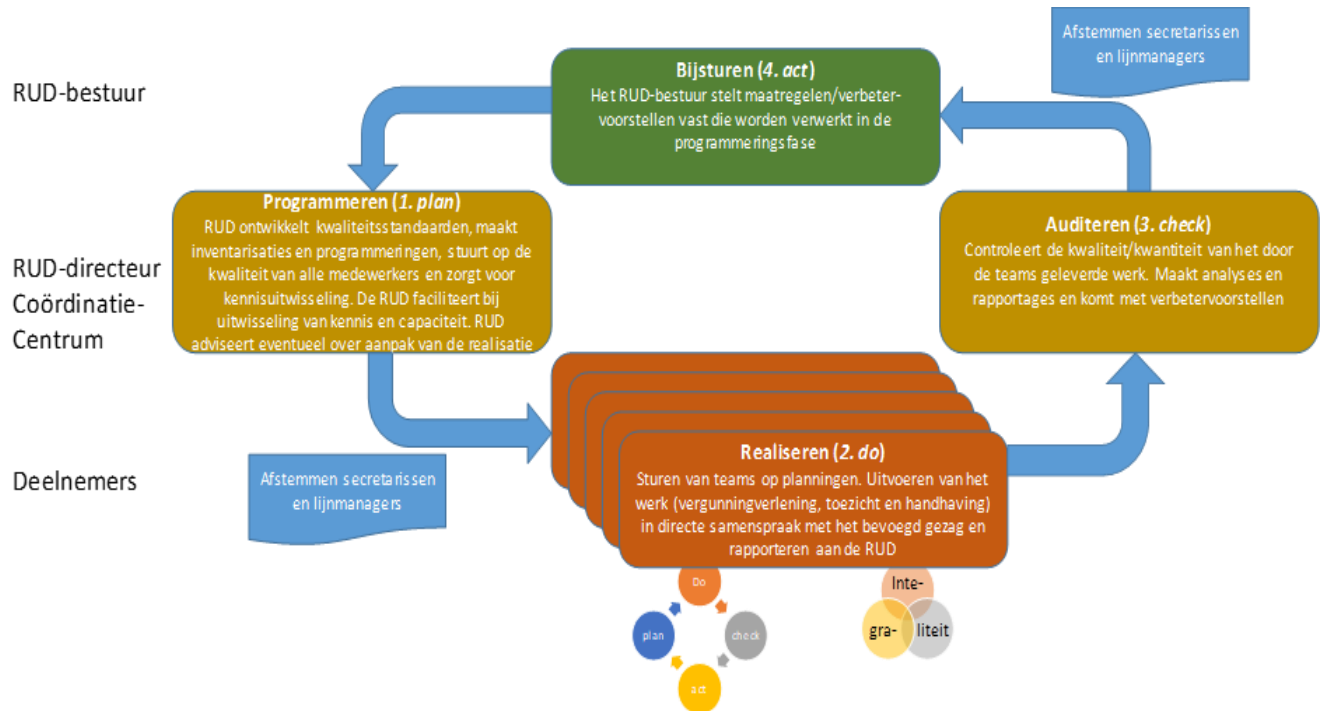 Afstemmen secretarissen
en lijnmanagers
RUD-bestuur
Bijsturen (4. act)
Het RUD-bestuur stelt maatregelen/verbeter-
voorstellen vast die worden verwerkt in de
programmeringsfase
RUD-directeur
Coördinatie-
Centrum
Programmeren (1. plan)
RUD ontwikkelt kwaliteitsstandaarden, maakt
inventarisaties en programmeringen, stuurt op de
kwaliteit van alle medewerkers en zorgt voor
kennisuitwisseling. De RUD faciliteert bij
uitwisseling van kennis en capaciteit. RUD
adviseert eventueel over aanpak van de realisatie
Auditeren (3. check)
Controleert de kwaliteit/kwantiteit van het door
de teams geleverde werk. Maakt analyses en
rapportages en komt met verbetervoorstellen
Deelnemers
Afstemmen secretarissen
en lijnmanagers
Realiseren (2. do)
Sturen van teams op planningen. Uitvoeren van het
werk (vergunningverlening, toezicht en handhaving)
in directe samenspraak met het bevoegd gezag en
rapporteren aan de RUD
Do
plan
check
act
Inte-
gra-
liteit